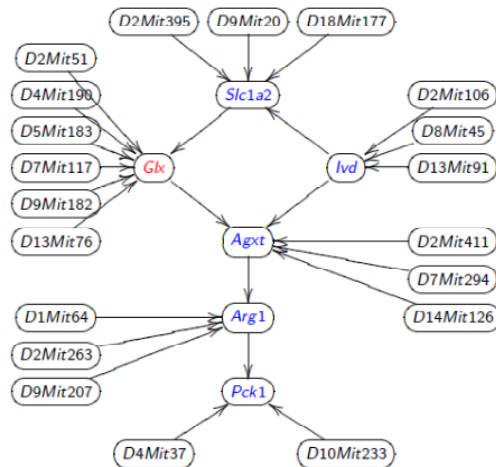 D2Mit395 D9Mit20 D18Mit177
D2Mit51
D4Mit190 Slc1a2 D2Mit106
D5Mit183 D8Mit45
D7Mit117 Glx Ivd D13Mit91
D9Mit182
D13Mit76 Agxt D2Mit411
D7Mit294
D1Mit64 Arg1 D14Mit126
D2Mit263
D9Mit207 Pck1
D4Mit37 D10Mit233